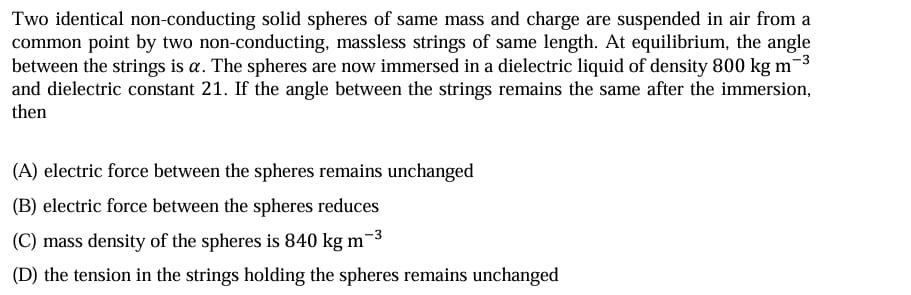 Two identical non-conducting solid spheres of same mass and charge are suspended in air from a
common point by two non-conducting, massless strings of same length. At equilibrium, the angle
between the strings is α. The spheres are now immersed in a dielectric liquid of density 800 kg m⁻³
and dielectric constant 21. If the angle between the strings remains the same after the immersion,
then
(A) electric force between the spheres remains unchanged
(B) electric force between the spheres reduces
(C) mass density of the spheres is 840 kg m⁻³
(D) the tension in the strings holding the spheres remains unchanged